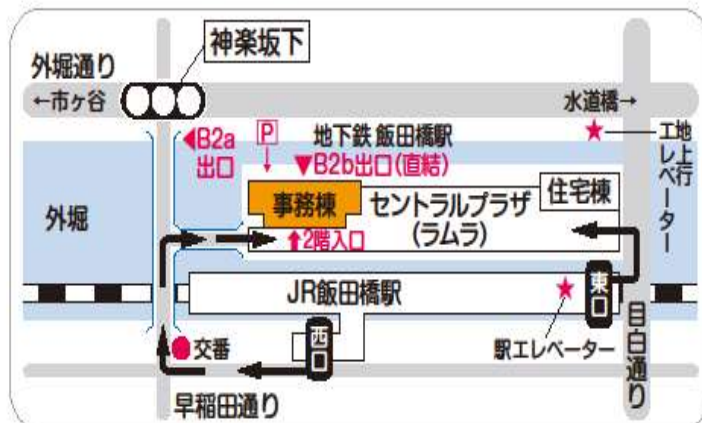 神楽坂下
外堀通り
←市ヶ谷
水道橋→
◀B2a
出口
P
地下鉄 飯田橋駅
▼B2b出口(直結)
★
地上行
エレベーター
外堀
事務棟
セントラルプラザ
(ラムラ)
住宅棟
⬆2階入口
JR飯田橋駅
★
東口
西口
交番
駅エレベーター
目白通り
早稲田通り